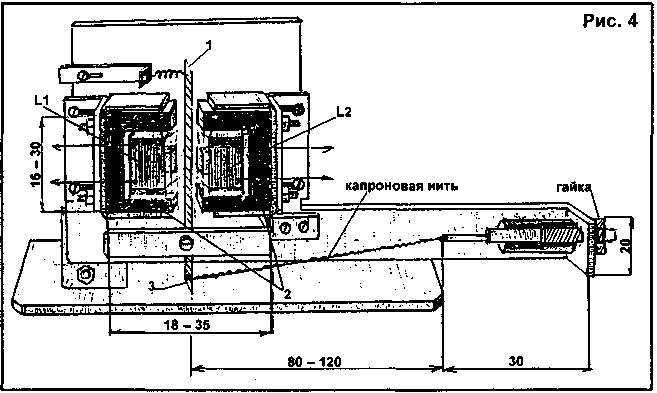 Рис. 4
1
L1
L2
16 – 30
капроновая нить
гайка
20
3
2
18 – 35
80 – 120
30